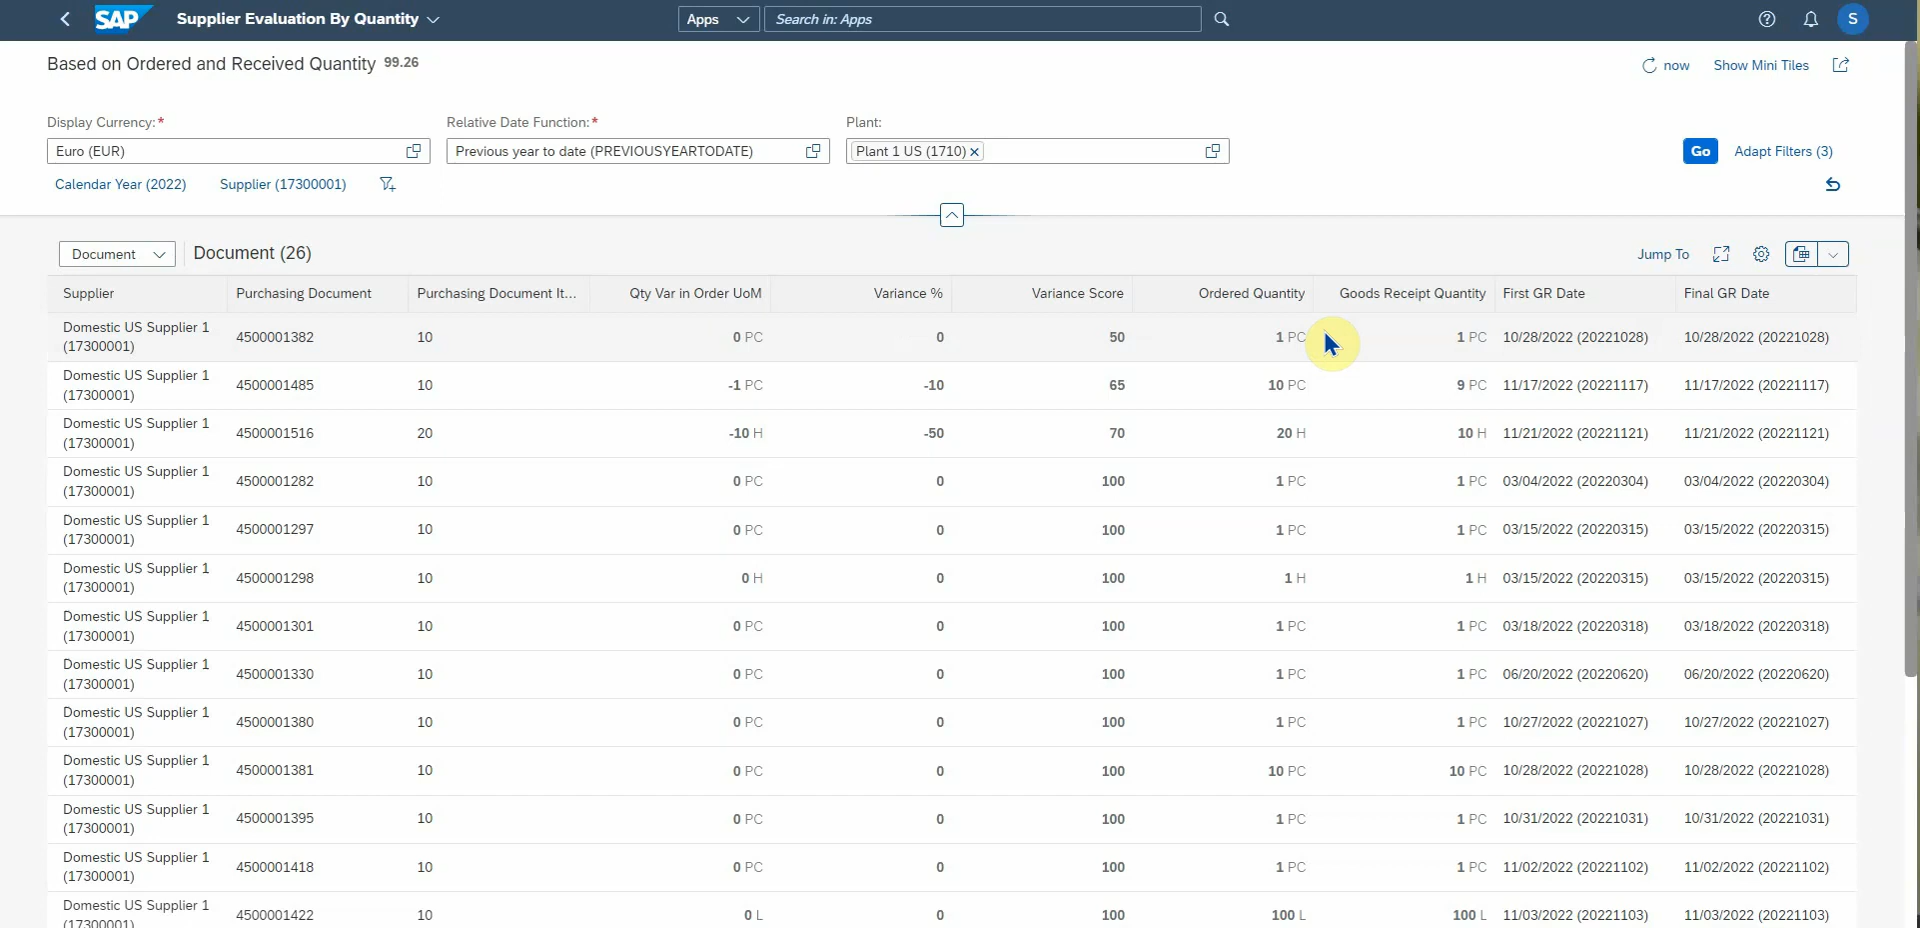 SAP Supplier Evaluation By Quantity Apps Search in: Apps S
Based on Ordered and Received Quantity 99.26 now Show Mini Tiles
Display Currency:* Relative Date Function:* Plant:
Euro (EUR) Previous year to date (PREVIOUSYEARTODATE) Plant 1 US (1710) Go Adapt Filters (3)
Calendar Year (2022) Supplier (17300001)
Document Document (26) Jump To
Supplier Purchasing Document Purchasing Document It... Qty Var in Order UoM Variance % Variance Score Ordered Quantity Goods Receipt Quantity First GR Date Final GR Date
Domestic US Supplier 1
(17300001) 4500001382 10 0 PC 0 50 1 PC 1 PC 10/28/2022 (20221028) 10/28/2022 (20221028)
Domestic US Supplier 1
(17300001) 4500001485 10 -1 PC -10 65 10 PC 9 PC 11/17/2022 (20221117) 11/17/2022 (20221117)
Domestic US Supplier 1
(17300001) 4500001516 20 -10 H -50 70 20 H 10 H 11/21/2022 (20221121) 11/21/2022 (20221121)
Domestic US Supplier 1
(17300001) 4500001282 10 0 PC 0 100 1 PC 1 PC 03/04/2022 (20220304) 03/04/2022 (20220304)
Domestic US Supplier 1
(17300001) 4500001297 10 0 PC 0 100 1 PC 1 PC 03/15/2022 (20220315) 03/15/2022 (20220315)
Domestic US Supplier 1
(17300001) 4500001298 10 0 H 0 100 1 H 1 H 03/15/2022 (20220315) 03/15/2022 (20220315)
Domestic US Supplier 1
(17300001) 4500001301 10 0 PC 0 100 1 PC 1 PC 03/18/2022 (20220318) 03/18/2022 (20220318)
Domestic US Supplier 1
(17300001) 4500001330 10 0 PC 0 100 1 PC 1 PC 06/20/2022 (20220620) 06/20/2022 (20220620)
Domestic US Supplier 1
(17300001) 4500001380 10 0 PC 0 100 1 PC 1 PC 10/27/2022 (20221027) 10/27/2022 (20221027)
Domestic US Supplier 1
(17300001) 4500001381 10 0 PC 0 100 10 PC 10 PC 10/28/2022 (20221028) 10/28/2022 (20221028)
Domestic US Supplier 1
(17300001) 4500001395 10 0 PC 0 100 1 PC 1 PC 10/31/2022 (20221031) 10/31/2022 (20221031)
Domestic US Supplier 1
(17300001) 4500001418 10 0 PC 0 100 1 PC 1 PC 11/02/2022 (20221102) 11/02/2022 (20221102)
Domestic US Supplier 1
(17300001) 4500001422 10 0 L 0 100 100 L 100 L 11/03/2022 (20221103) 11/03/2022 (20221103)